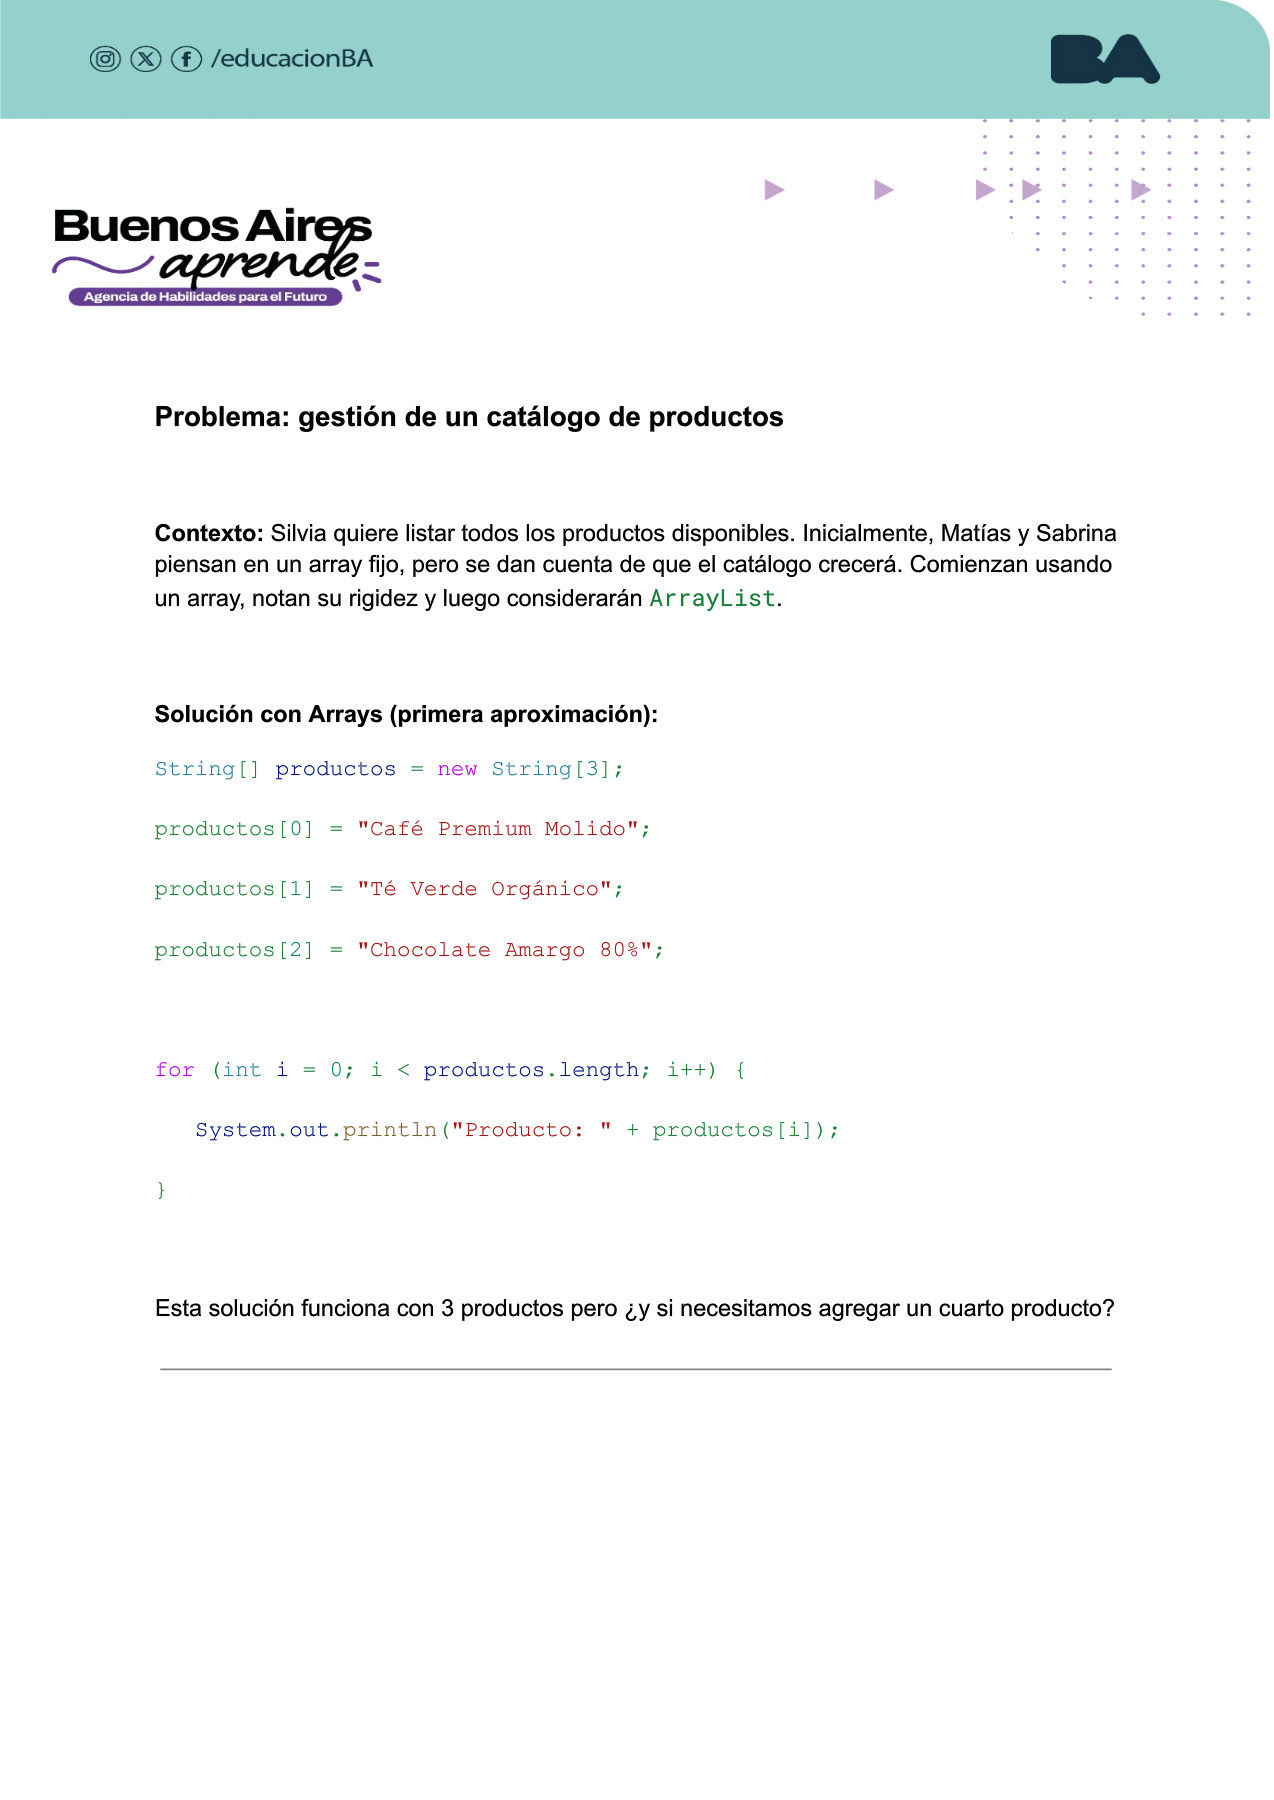 /educacionBA
BA
Buenos Aires
aprende
Agencia de Habilidades para el Futuro
Problema: gestión de un catálogo de productos
Contexto: Silvia quiere listar todos los productos disponibles. Inicialmente, Matías y Sabrina
piensan en un array fijo, pero se dan cuenta de que el catálogo crecerá. Comienzan usando
un array, notan su rigidez y luego considerarán ArrayList.
Solución con Arrays (primera aproximación):
String[] productos = new String[3];
productos[0] = "Café Premium Molido";
productos[1] = "Té Verde Orgánico";
productos[2] = "Chocolate Amargo 80%";
for (int i = 0; i < productos.length; i++) {
   System.out.println("Producto: " + productos[i]);
}
Esta solución funciona con 3 productos pero ¿y si necesitamos agregar un cuarto producto?